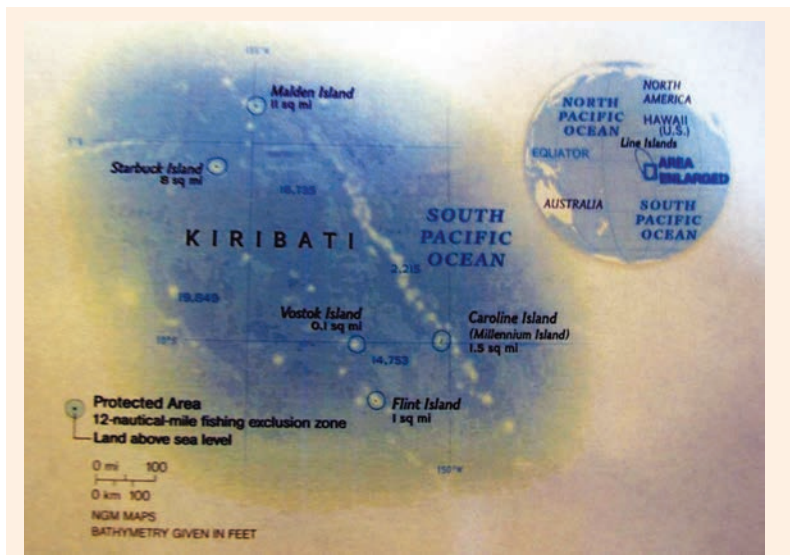 155°W
Malden Island
11 sq mi
5°S
Starbuck Island
8 sq mi
16,725
KIRIBATI
SOUTH
PACIFIC
OCEAN
2,215
19,849
Vostok Island
0.1 sq mi
10°S
14,753
Caroline Island
(Millennium Island)
1.5 sq mi
Flint Island
1 sq mi
150°W
Protected Area
12-nautical-mile fishing exclusion zone
Land above sea level
0 mi 100
0 km 100
NGM MAPS
BATHYMETRY GIVEN IN FEET
NORTH
AMERICA
NORTH
PACIFIC
OCEAN
HAWAII
(U.S.)
Line Islands
EQUATOR
AREA
ENLARGED
AUSTRALIA
SOUTH
PACIFIC
OCEAN